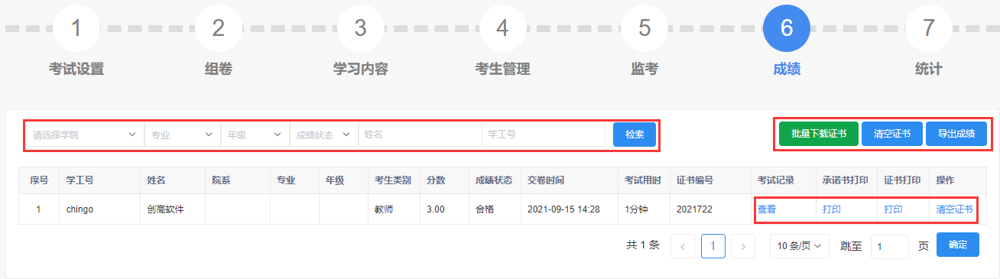 1 2 3 4 5 6 7
考试设置 组卷 学习内容 考生管理 监考 成绩 统计
请选择学院 专业 年级 成绩状态 姓名 学工号 检索 批量下载证书 清空证书 导出成绩
序号 学工号 姓名 院系 专业 年级 考生类别 分数 成绩状态 交卷时间 考试用时 证书编号 考试记录 承诺书打印 证书打印 操作
1 chingo 创高软件 教师 3.00 合格 2021-09-15 14:28 1分钟 2021722 查看 打印 打印 清空证书
共 1 条 < 1 > 10 条/页 跳至 1 页 确定